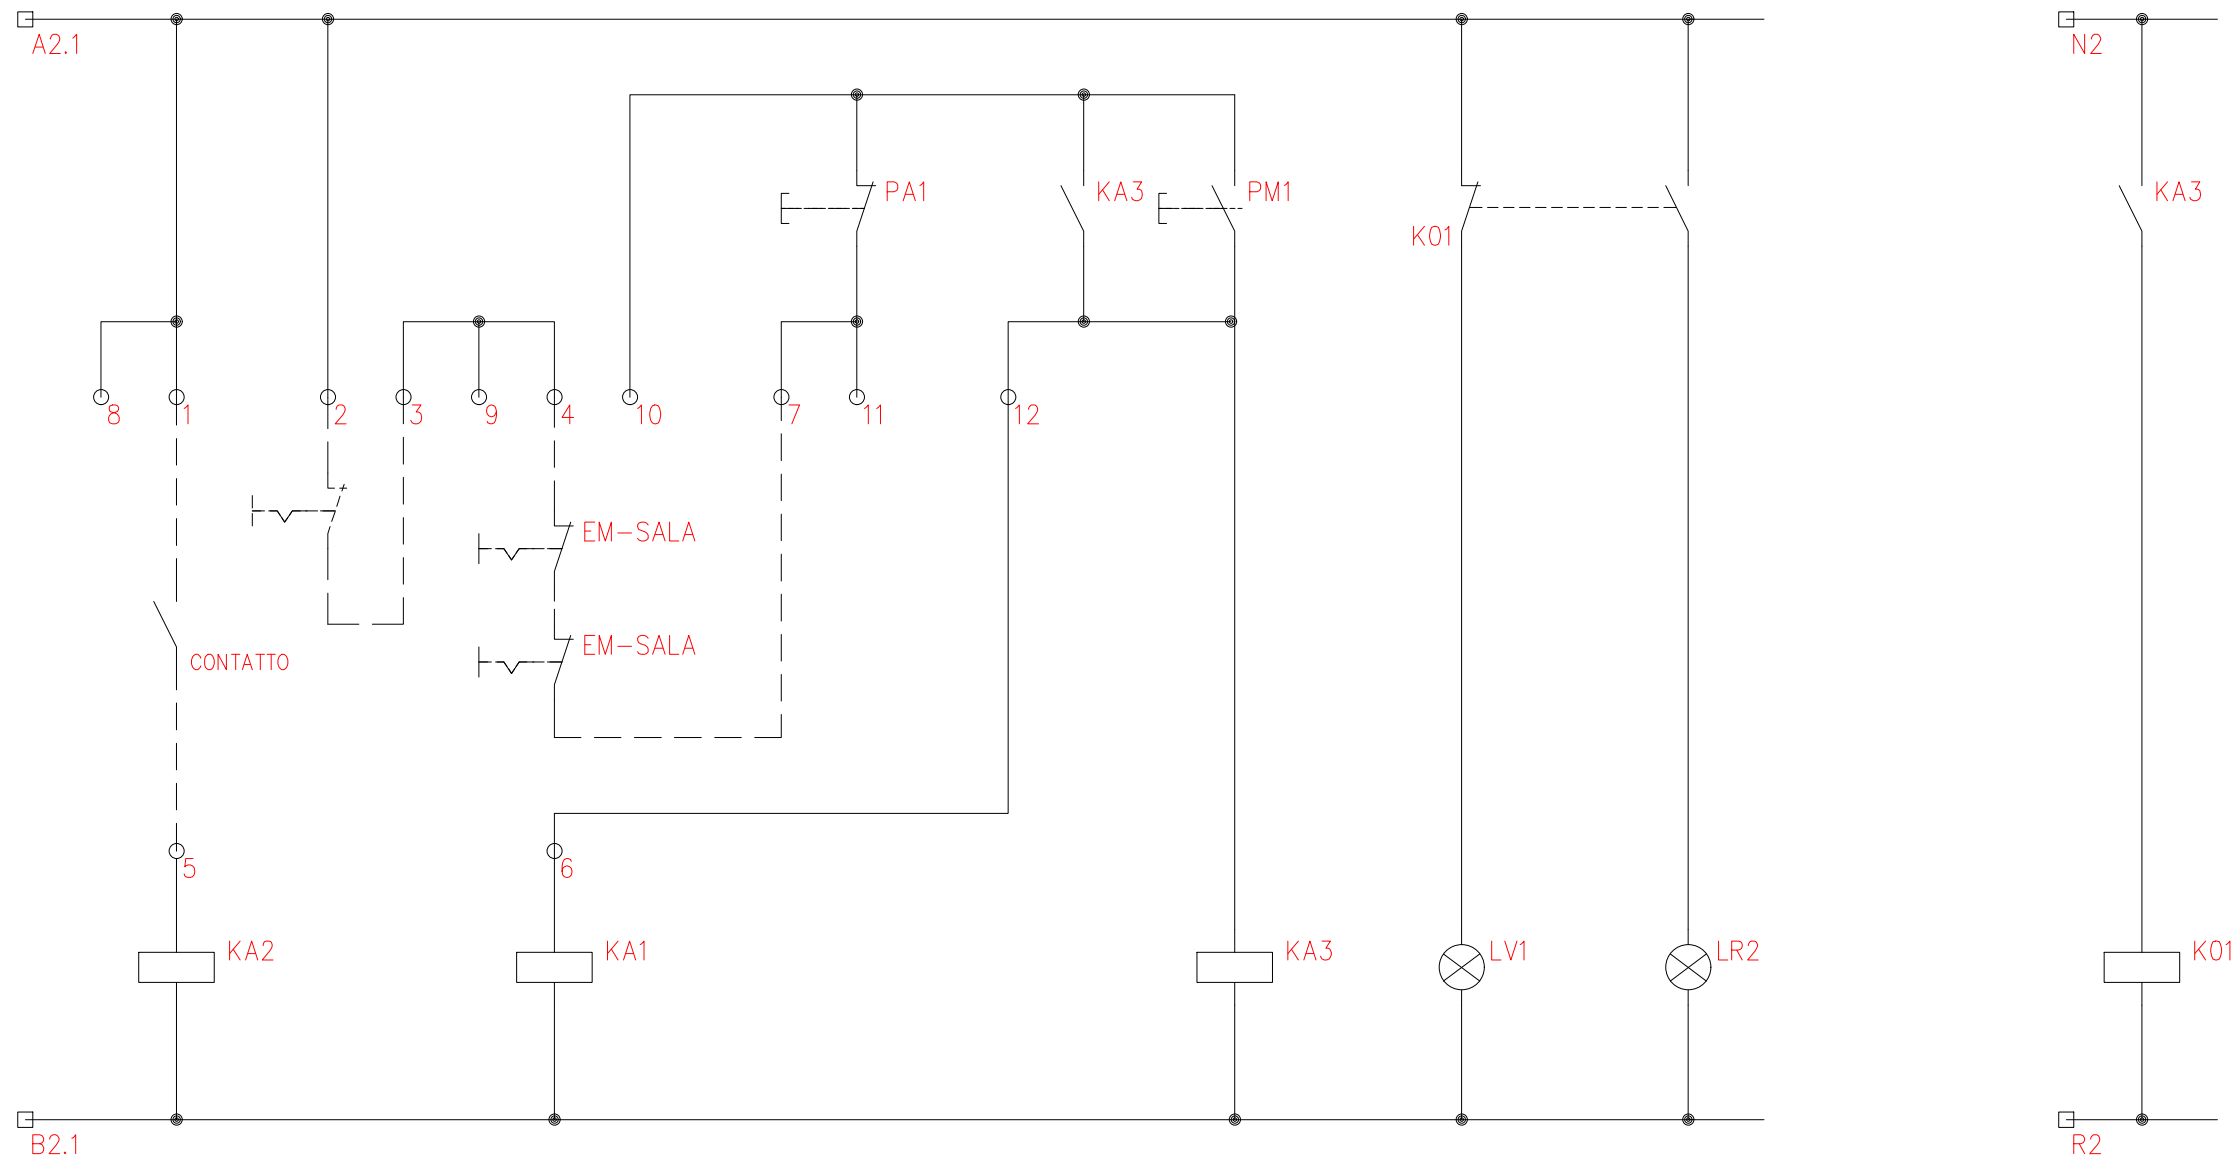 A2.1
N2
PA1
KA3
PM1
KA3
K01
8
1
2
3
9
4
10
7
11
12
EM-SALA
EM-SALA
CONTATTO
5
6
KA2
KA1
KA3
LV1
LR2
K01
B2.1
R2